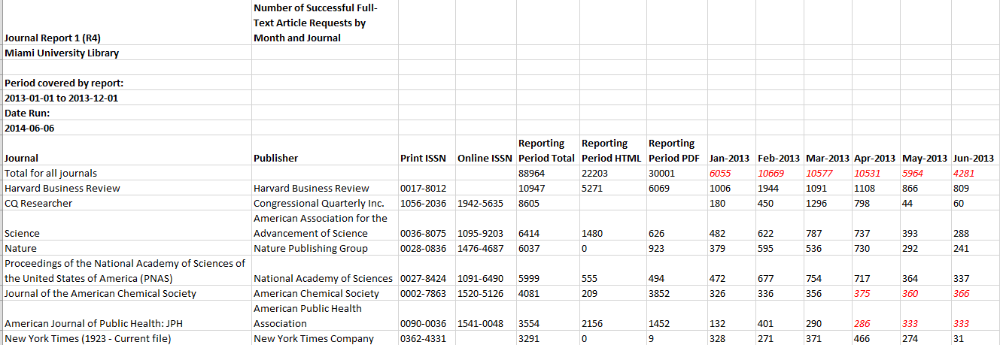 Number of Successful Full-
Text Article Requests by
Journal Report 1 (R4) Month and Journal
Miami University Library
Period covered by report:
2013-01-01 to 2013-12-01
Date Run:
2014-06-06
Reporting Reporting Reporting
Journal Publisher Print ISSN Online ISSN Period Total Period HTML Period PDF Jan-2013 Feb-2013 Mar-2013 Apr-2013 May-2013 Jun-2013
Total for all journals 88964 22203 30001 6055 10669 10577 10531 5964 4281
Harvard Business Review Harvard Business Review 0017-8012 10947 5271 6069 1006 1944 1091 1108 866 809
CQ Researcher Congressional Quarterly Inc. 1056-2036 1942-5635 8605 180 450 1296 798 44 60
American Association for the
Science Advancement of Science 0036-8075 1095-9203 6414 1480 626 482 622 787 737 393 288
Nature Nature Publishing Group 0028-0836 1476-4687 6037 0 923 379 595 536 730 292 241
Proceedings of the National Academy of Sciences of
the United States of America (PNAS) National Academy of Sciences 0027-8424 1091-6490 5999 555 494 472 677 754 717 364 337
Journal of the American Chemical Society American Chemical Society 0002-7863 1520-5126 4081 209 3852 326 336 356 375 360 366
American Public Health
American Journal of Public Health: JPH Association 0090-0036 1541-0048 3554 2156 1452 132 401 290 286 333 333
New York Times (1923 - Current file) New York Times Company 0362-4331 3291 0 9 328 271 371 466 274 31